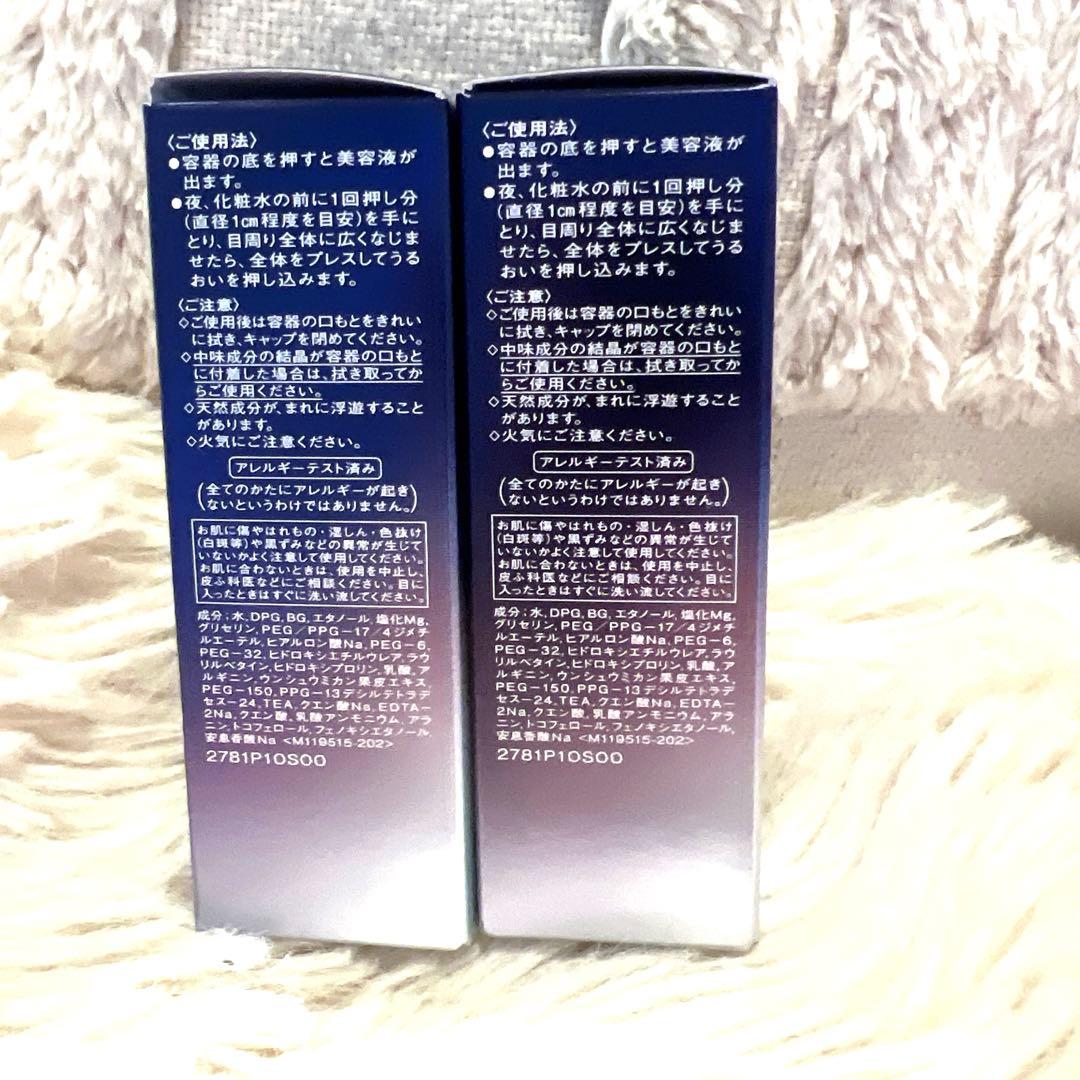 〈ご使用法〉
●容器の底を押すと美容液が
出ます。
●夜、化粧水の前に1回押し分
(直径1㎝程度を目安)を手に
とり、目周り全体に広くなじま
せたら、全体をプレスしてうる
おいを押し込みます。
〈ご注意〉
◇ご使用後は容器の口もとをきれい
に拭き、キャップを閉めてください。
◇中味成分の結晶が容器の口もと
に付着した場合は、拭き取ってか
らご使用ください。
◇天然成分が、まれに浮遊すること
があります。
◇火気にご注意ください。
アレルギーテスト済み
(全てのかたにアレルギーが起き
ないというわけではありません。)
お肌に傷やはれもの・湿しん・色抜け
(白斑等)や黒ずみなどの異常が生じて
いないかよく注意して使用してください。
お肌に合わないときは、使用を中止し、
皮ふ科医などにご相談ください。目に
入ったときはすぐに洗い流してください。
成分:水,DPG,BG,エタノール,塩化Mg,
グリセリン,PEG/PPG-17/4ジメチ
ルエーテル,ヒアルロン酸Na,PEG-6,
PEG-32,ヒドロキシエチルウレア,ラウ
リルベタイン,ヒドロキシプロリン,乳酸,ア
ルギニン,ウンシュウミカン果皮エキス,
PEG-150,PPG-13デシルテトラデ
セス-24,TEA,クエン酸Na,EDTA-
2Na,クエン酸,乳酸アンモニウム,アラ
ニン,トコフェロール,フェノキシエタノール,
安息香酸Na <M119515-202>
2781P10S00
〈ご使用法〉
●容器の底を押すと美容液が
出ます。
●夜、化粧水の前に1回押し分
(直径1㎝程度を目安)を手に
とり、目周り全体に広くなじま
せたら、全体をプレスしてうる
おいを押し込みます。
〈ご注意〉
◇ご使用後は容器の口もとをきれい
に拭き、キャップを閉めてください。
◇中味成分の結晶が容器の口もと
に付着した場合は、拭き取ってか
らご使用ください。
◇天然成分が、まれに浮遊すること
があります。
◇火気にご注意ください。
アレルギーテスト済み
(全てのかたにアレルギーが起き
ないというわけではありません。)
お肌に傷やはれもの・湿しん・色抜け
(白斑等)や黒ずみなどの異常が生じて
いないかよく注意して使用してください。
お肌に合わないときは、使用を中止し、
皮ふ科医などにご相談ください。目に
入ったときはすぐに洗い流してください。
成分:水,DPG,BG,エタノール,塩化Mg,
グリセリン,PEG/PPG-17/4ジメチ
ルエーテル,ヒアルロン酸Na,PEG-6,
PEG-32,ヒドロキシエチルウレア,ラウ
リルベタイン,ヒドロキシプロリン,乳酸,ア
ルギニン,ウンシュウミカン果皮エキス,
PEG-150,PPG-13デシルテトラデ
セス-24,TEA,クエン酸Na,EDTA-
2Na,クエン酸,乳酸アンモニウム,アラ
ニン,トコフェロール,フェノキシエタノール,
安息香酸Na <M119515-202>
2781P10S00